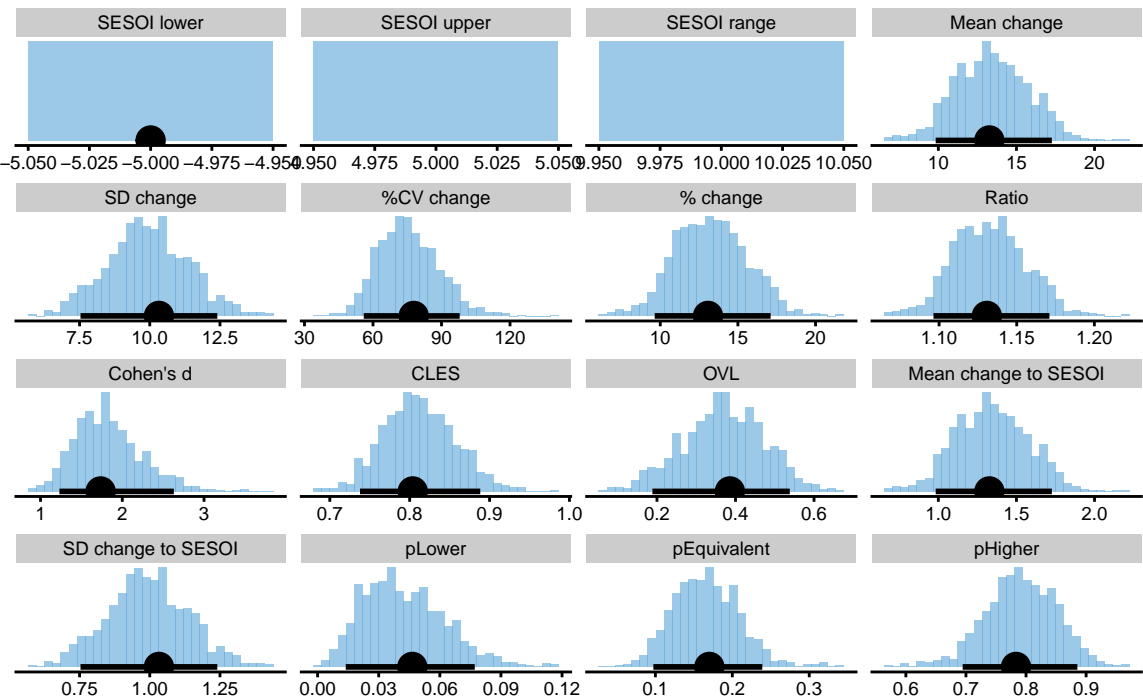 SESOI lower SESOI upper SESOI range Mean change
−5.050 −5.025 −5.000 −4.975 −4.950 4.950 4.975 5.000 5.025 5.050 9.950 9.975 10.000 10.025 10.050 10 15 20
SD change %CV change % change Ratio
7.5 10.0 12.5 30 60 90 120 10 15 20 1.10 1.15 1.20
Cohen's d CLES OVL Mean change to SESOI
1 2 3 0.7 0.8 0.9 1.0 0.2 0.4 0.6 1.0 1.5 2.0
SD change to SESOI pLower pEquivalent pHigher
0.75 1.00 1.25 0.00 0.03 0.06 0.09 0.12 0.1 0.2 0.3 0.6 0.7 0.8 0.9